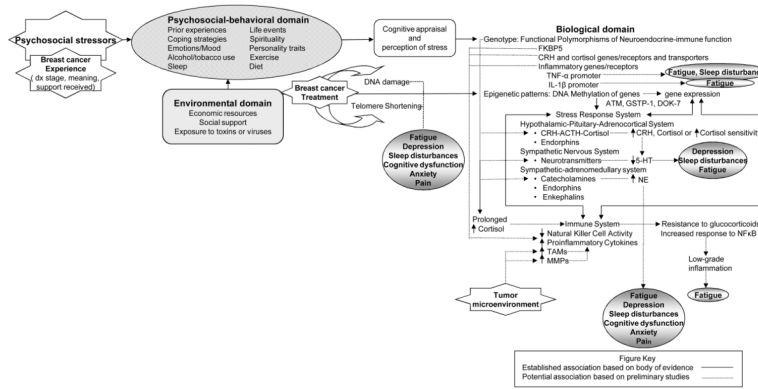 Psychosocial stressors
Breast cancer
Experience
( dx stage, meaning,
support received)
Psychosocial-behavioral domain
Prior experiences
Coping strategies
Emotions/Mood
Alcohol/tobacco use
Sleep
Life events
Spirituality
Personality traits
Exercise
Diet
Environmental domain
Economic resources
Social support
Exposure to toxins or viruses
Breast cancer
Treatment
Cognitive appraisal
and
perception of stress
DNA damage
Telomere Shortening
Fatigue
Depression
Sleep disturbances
Cognitive dysfunction
Anxiety
Pain
Biological domain
Genotype: Functional Polymorphisms of Neuroendocrine-immune function
FKBP5
CRH and cortisol genes/receptors and transporters
Inflammatory genes/receptors
TNF-α promoter
Fatigue, Sleep disturbanc
IL-1β promoter
Fatigue
Epigenetic patterns: DNA Methylation of genes
gene expression
ATM, GSTP-1, DOK-7
Stress Response System
Hypothalamic-Pituitary-Adrenocortical System
• CRH-ACTH-Cortisol
CRH, Cortisol or
Cortisol sensitivity
• Endorphins
Sympathetic Nervous System
• Neurotransmitters
5-HT
Depression
Sleep disturbances
Fatigue
Sympathetic-adrenomedullary system
• Catecholamines
NE
• Endorphins
• Enkephalins
Prolonged
Cortisol
Immune System
Natural Killer Cell Activity
Proinflammatory Cytokines
TAMs
MMPs
Resistance to glucocorticoids
Increased response to NFκB
Low-grade
inflammation
Fatigue
Tumor
microenvironment
Fatigue
Depression
Sleep disturbances
Cognitive dysfunction
Anxiety
Pain
Figure Key
Established association based on body of evidence
Potential association based on preliminary studies